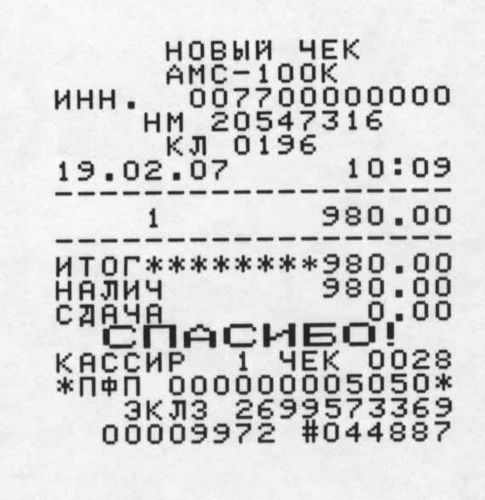 НОВЫЙ ЧЕК
АМС-100К
ИНН. 007700000000
НМ 20547316
КЛ 0196
19.02.07 10:09
1 980.00
ИТОГ********980.00
НАЛИЧ 980.00
СДАЧА 0.00
СПАСИБО!
КАССИР 1 ЧЕК 0028
*ПФП 000000005050*
ЭКЛЗ 2699573369
00009972 #044887